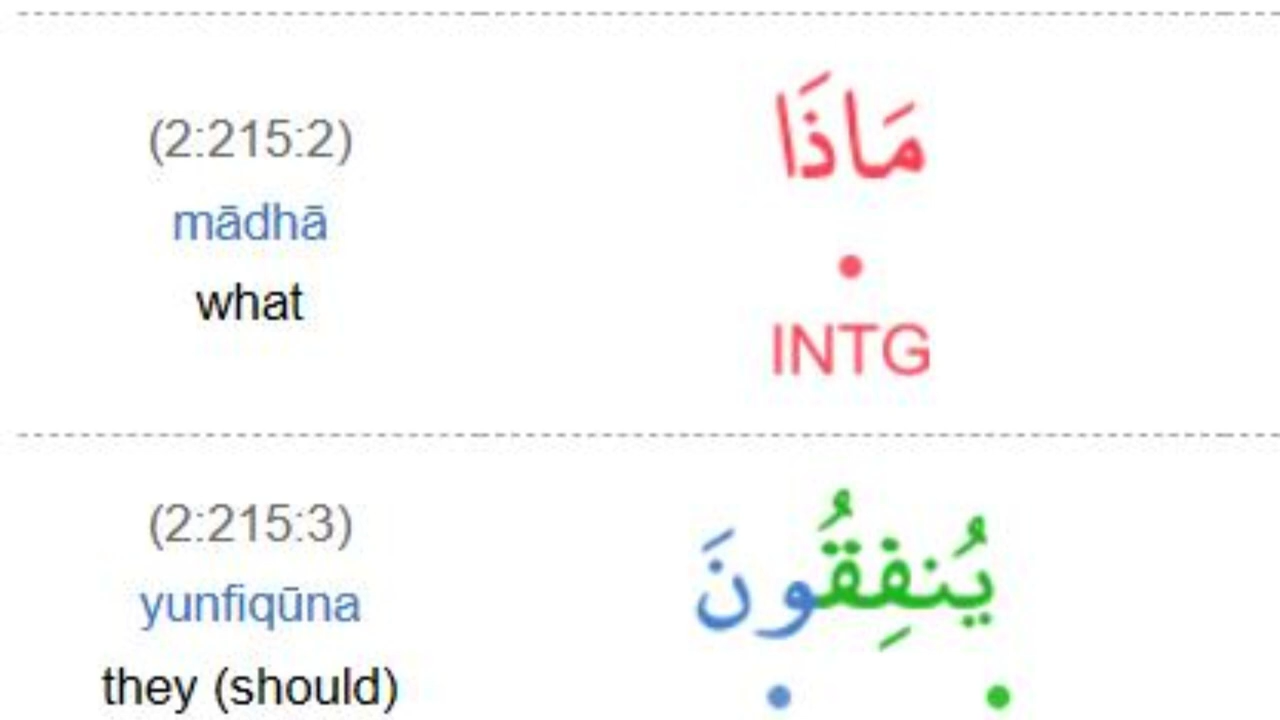 (2:215:2)
mādhā
what
مَاذَا
INTG
(2:215:3)
yunfiqūna
they (should)
يُنفِقُونَ